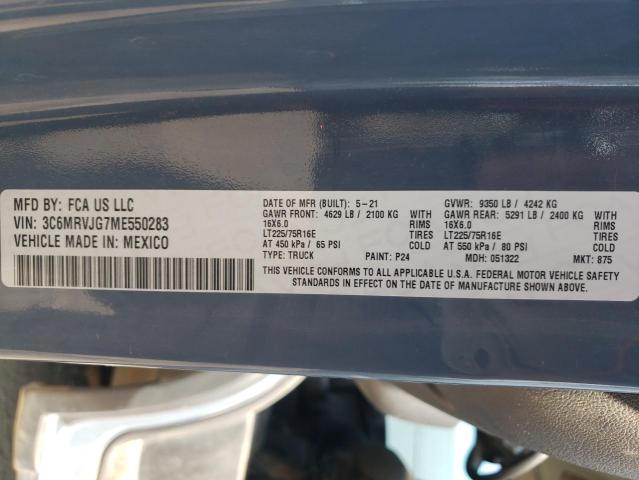 MFD BY: FCA US LLC
VIN: 3C6MRVJG7ME550283
VEHICLE MADE IN: MEXICO
DATE OF MFR (BUILT): 5-21 GVWR: 9350 LB / 4242 KG
GAWR FRONT: 4629 LB / 2100 KG WITH GAWR REAR: 5291 LB / 2400 KG WITH
16X6.0 RIMS 16X6.0 RIMS
LT225/75R16E TIRES LT225/75R16E TIRES
AT 450 kPa / 65 PSI COLD AT 550 kPa / 80 PSI COLD
TYPE: TRUCK PAINT: P24 MDH: 051322 MKT: 875
THIS VEHICLE CONFORMS TO ALL APPLICABLE U.S.A. FEDERAL MOTOR VEHICLE SAFETY
STANDARDS IN EFFECT ON THE DATE OF MANUFACTURE SHOWN ABOVE.